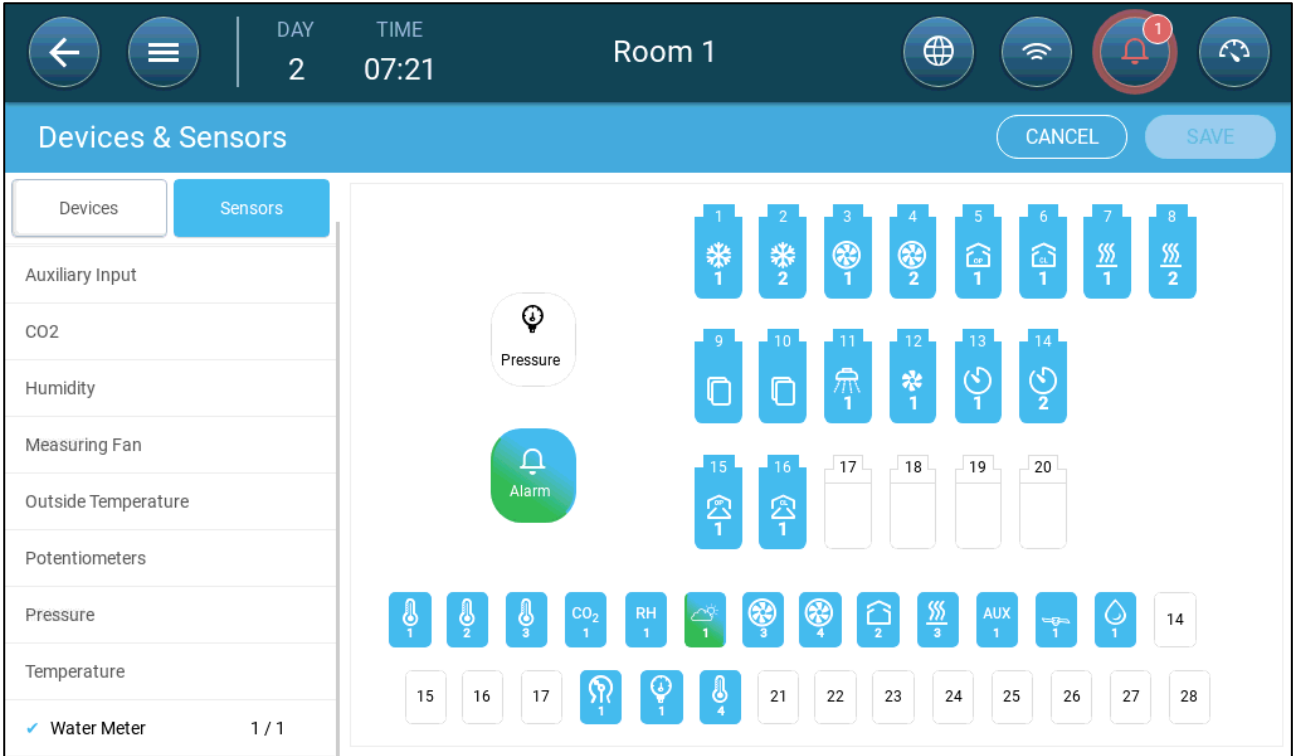 DAY TIME
2 07:21
Room 1
1
Devices & Sensors
CANCEL SAVE
Devices Sensors
Auxiliary Input
CO2
Humidity
Measuring Fan
Outside Temperature
Potentiometers
Pressure
Temperature
✓ Water Meter 1 / 1
Pressure
Alarm
1 2 3 4 5 6 7 8
OP CL
1 2 1 2 1 1 1 2
9 10 11 12 13 14
1 1 1 2
15 16 17 18 19 20
OP CL
1 1
CO₂ RH AUX 14
1 2 3 1 1 1 3 4 2 3 1 1 1
15 16 17 21 22 23 24 25 26 27 28
1 1 4